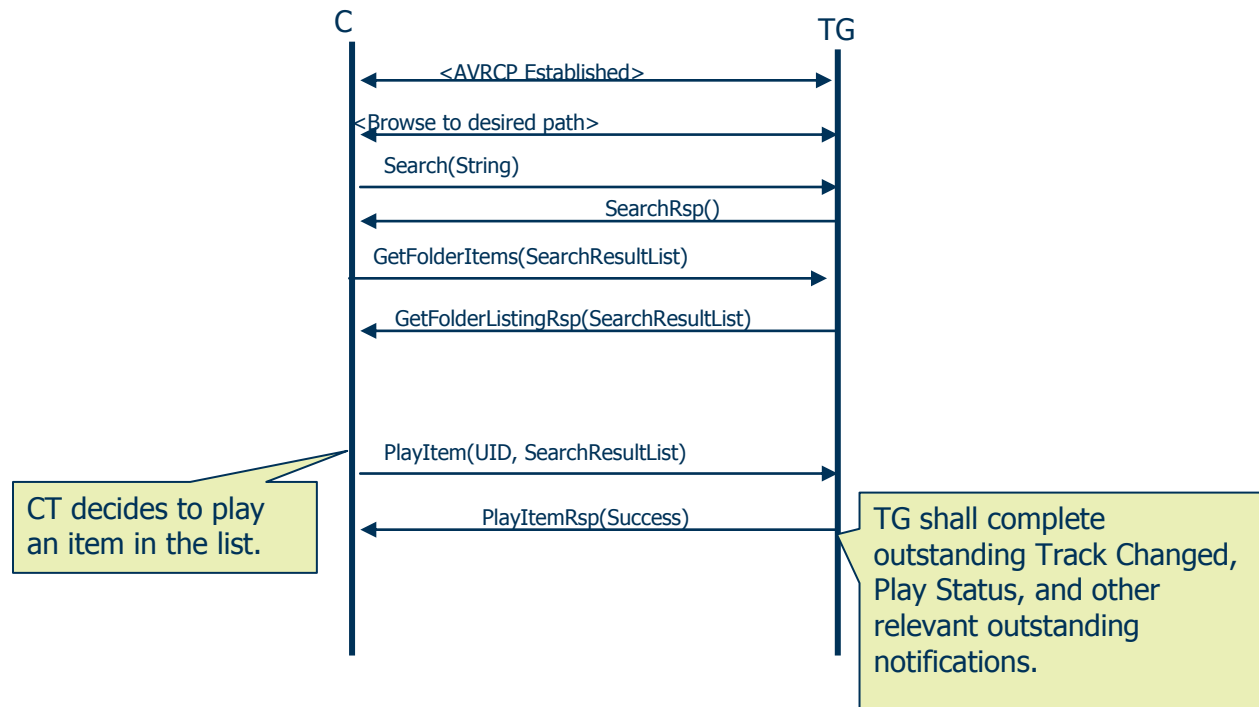 C
TG
<AVRCP Established>
<Browse to desired path>
Search(String)
SearchRsp()
GetFolderItems(SearchResultList)
GetFolderListingRsp(SearchResultList)
PlayItem(UID, SearchResultList)
CT decides to play
an item in the list.
PlayItemRsp(Success)
TG shall complete
outstanding Track Changed,
Play Status, and other
relevant outstanding
notifications.